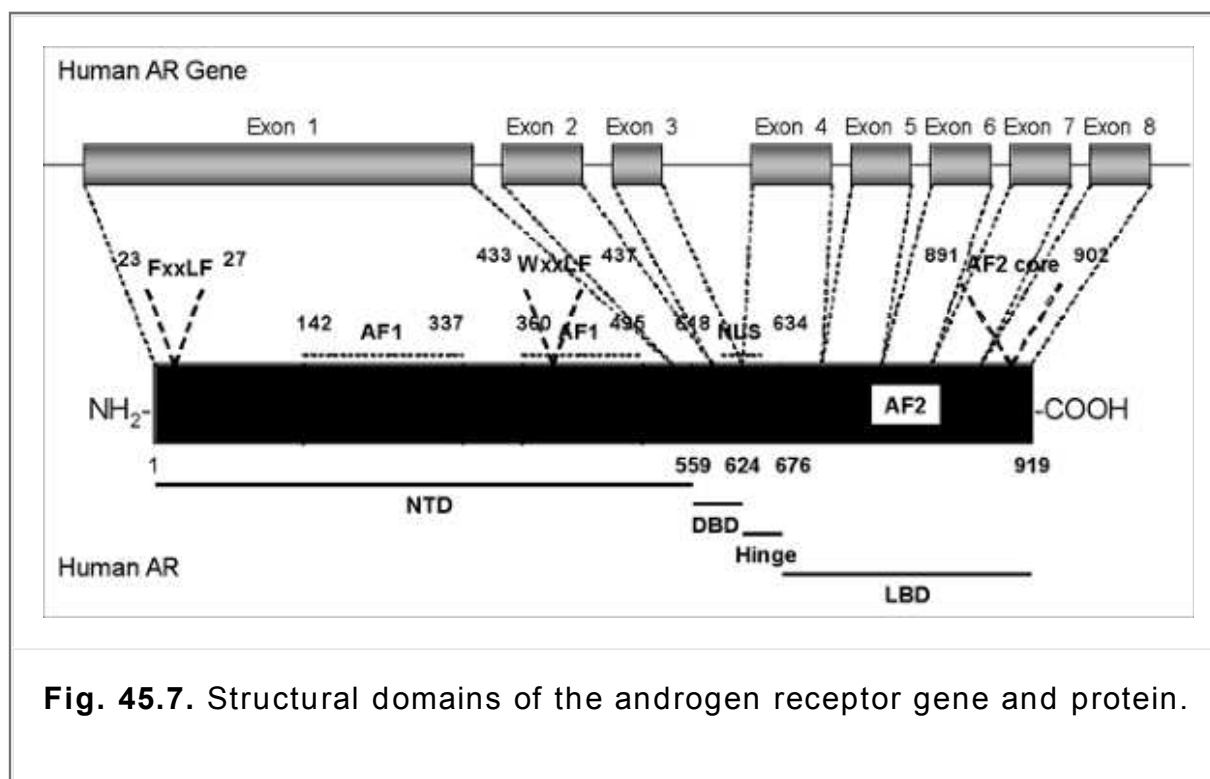 Human AR Gene
Exon 1 Exon 2 Exon 3 Exon 4 Exon 5 Exon 6 Exon 7 Exon 8
23 FxxLF 27 433 WxxLF 437 891 AF2 core 902
142 AF1 337 360 AF1 495 618 NLS 634
NH2- AF2 -COOH
1 559 624 676 919
NTD
DBD
Hinge
Human AR
LBD
Fig. 45.7. Structural domains of the androgen receptor gene and protein.